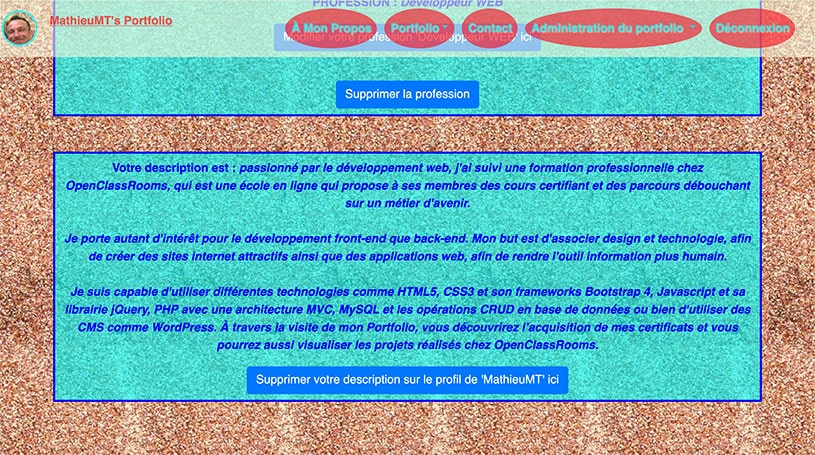 PROFESSION : Développeur WEB
MathieuMT's Portfolio
À Mon Propos
Portfolio
Contact
Administration du portfolio
Déconnexion
Modifier votre profession 'Développeur WEB' ici
Supprimer la profession
Votre description est : passionné par le développement web, j'ai suivi une formation professionnelle chez
OpenClassRooms, qui est une école en ligne qui propose à ses membres des cours certifiant et des parcours débouchant
sur un métier d'avenir.
Je porte autant d'intérêt pour le développement front-end que back-end. Mon but est d'associer design et technologie, afin
de créer des sites internet attractifs ainsi que des applications web, afin de rendre l'outil information plus humain.
Je suis capable d'utiliser différentes technologies comme HTML5, CSS3 et son frameworks Bootstrap 4, Javascript et sa
librairie jQuery, PHP avec une architecture MVC, MySQL et les opérations CRUD en base de données ou bien d'utiliser des
CMS comme WordPress. À travers la visite de mon Portfolio, vous découvrirez l'acquisition de mes certificats et vous
pourrez aussi visualiser les projets réalisés chez OpenClassRooms.
Supprimer votre description sur le profil de 'MathieuMT' ici